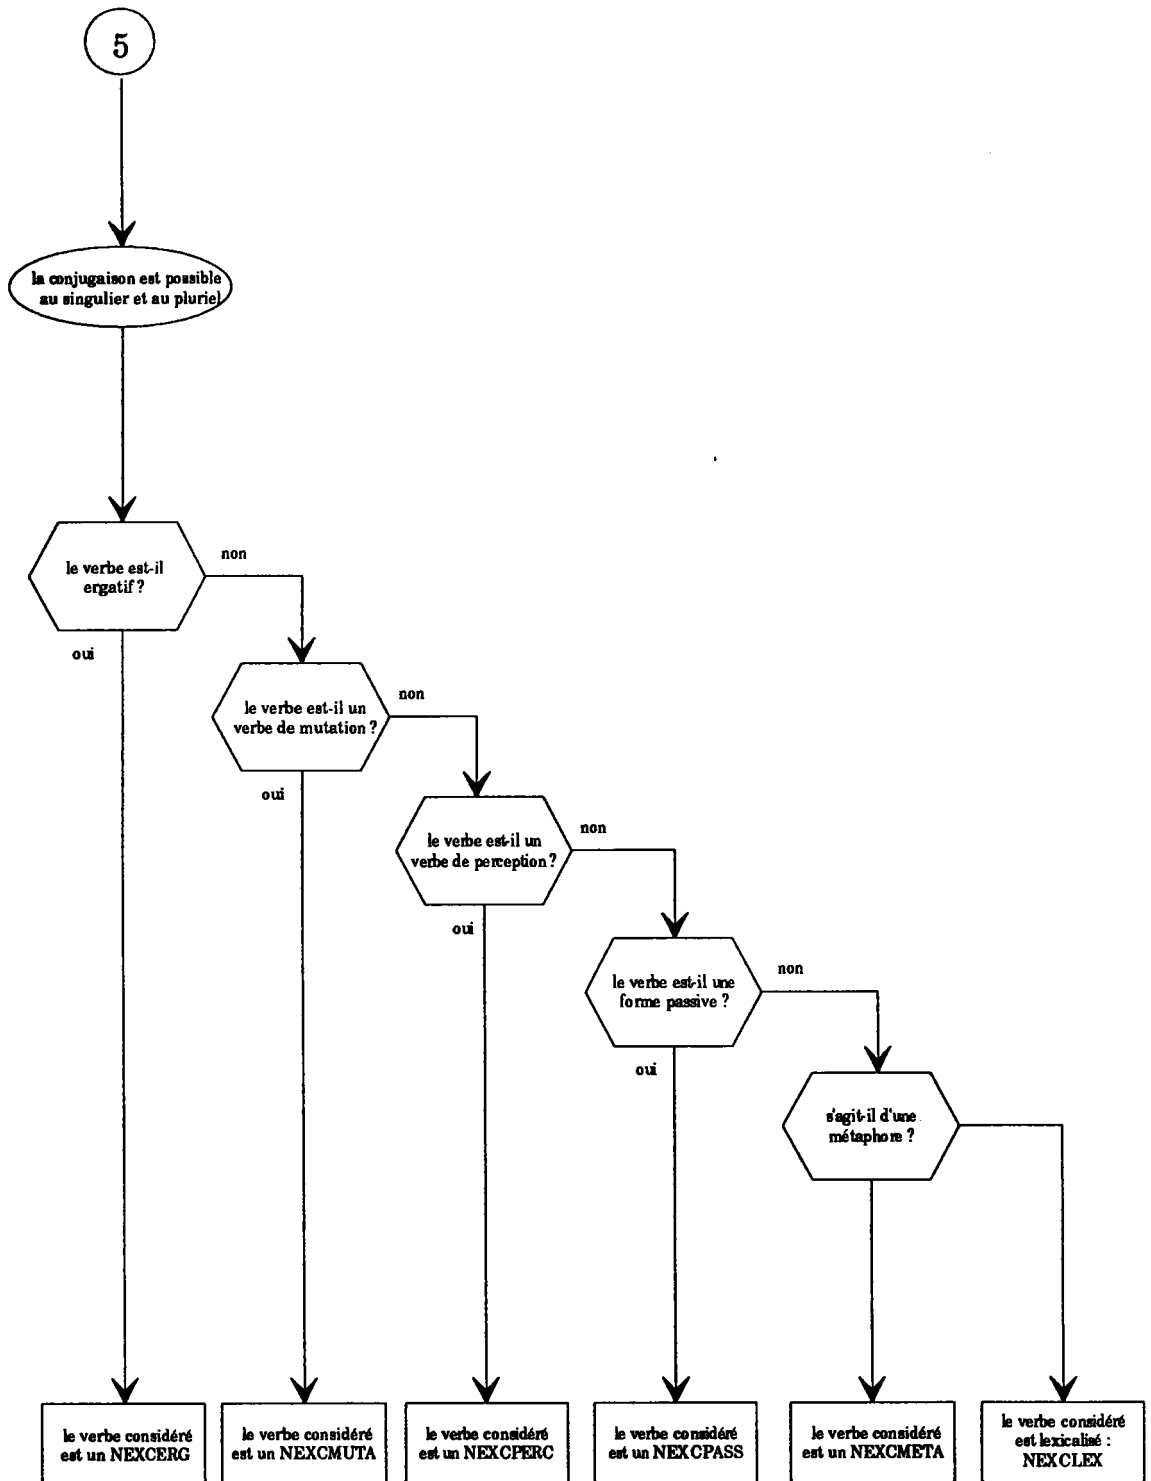 5
la conjugaison est possible
au singulier et au pluriel
le verbe est-il
ergatif ?
non
oui
le verbe est-il un
verbe de mutation ?
non
oui
le verbe est-il un
verbe de perception ?
non
oui
le verbe est-il une
forme passive ?
non
oui
s'agit-il d'une
métaphore ?
le verbe considéré
est un NEXCERG
le verbe considéré
est un NEXCMUTA
le verbe considéré
est un NEXCPERC
le verbe considéré
est un NEXCPASS
le verbe considéré
est un NEXCMETA
le verbe considéré
est lexicalisé :
NEXCLEX